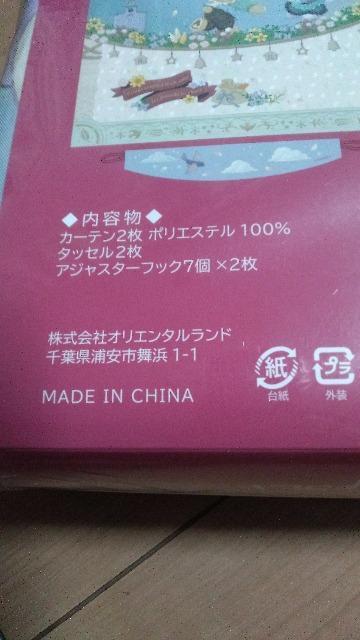 ◆内容物◆
カーテン2枚 ポリエステル 100%
タッセル2枚
アジャスターフック7個 ×2枚
株式会社オリエンタルランド
千葉県浦安市舞浜 1-1
MADE IN CHINA
紙
台紙
プラ
外装